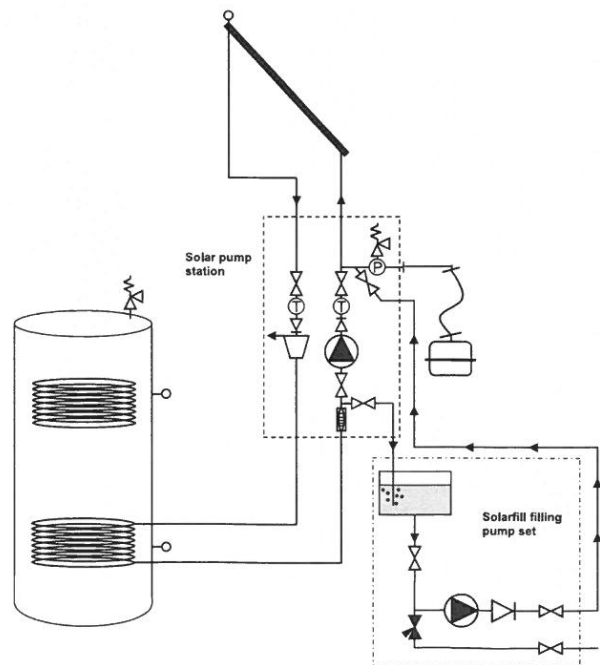 Solar pump
station
T
T
P
Solarfill filling
pump set